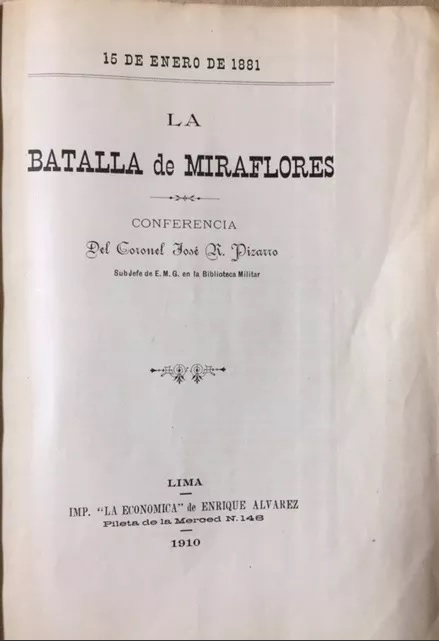 15 DE ENERO DE 1881
LA
BATALLA de MIRAFLORES
CONFERENCIA
Del Coronel José R. Pizarro
SubJefe de E. M. G. en la Biblioteca Militar
LIMA
IMP. "LA ECONOMICA" de ENRIQUE ALVAREZ
Pileta de la Merced N. 146
1910